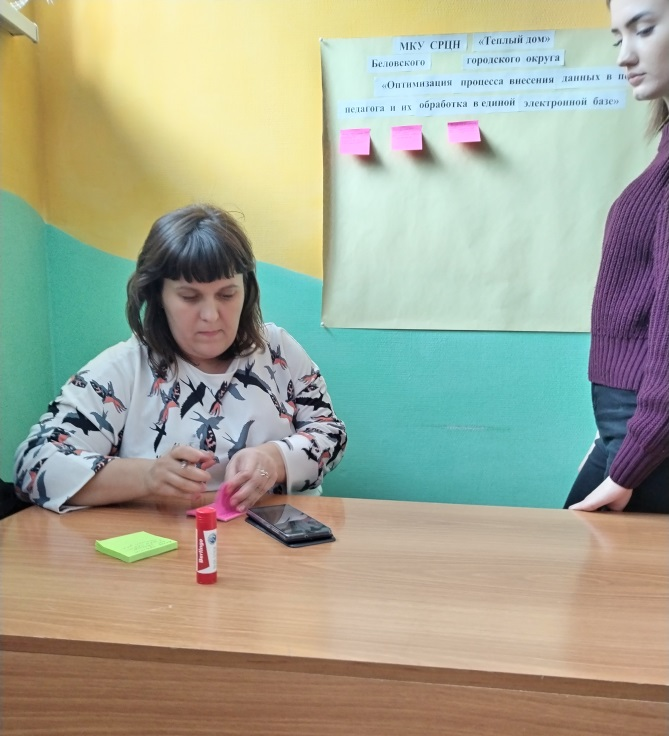 МКУ СРЦН «Теплый дом»
Беловского городского округа
«Оптимизация процесса внесения данных в
педагога и их обработка в единой электронной базе»
Berlingo